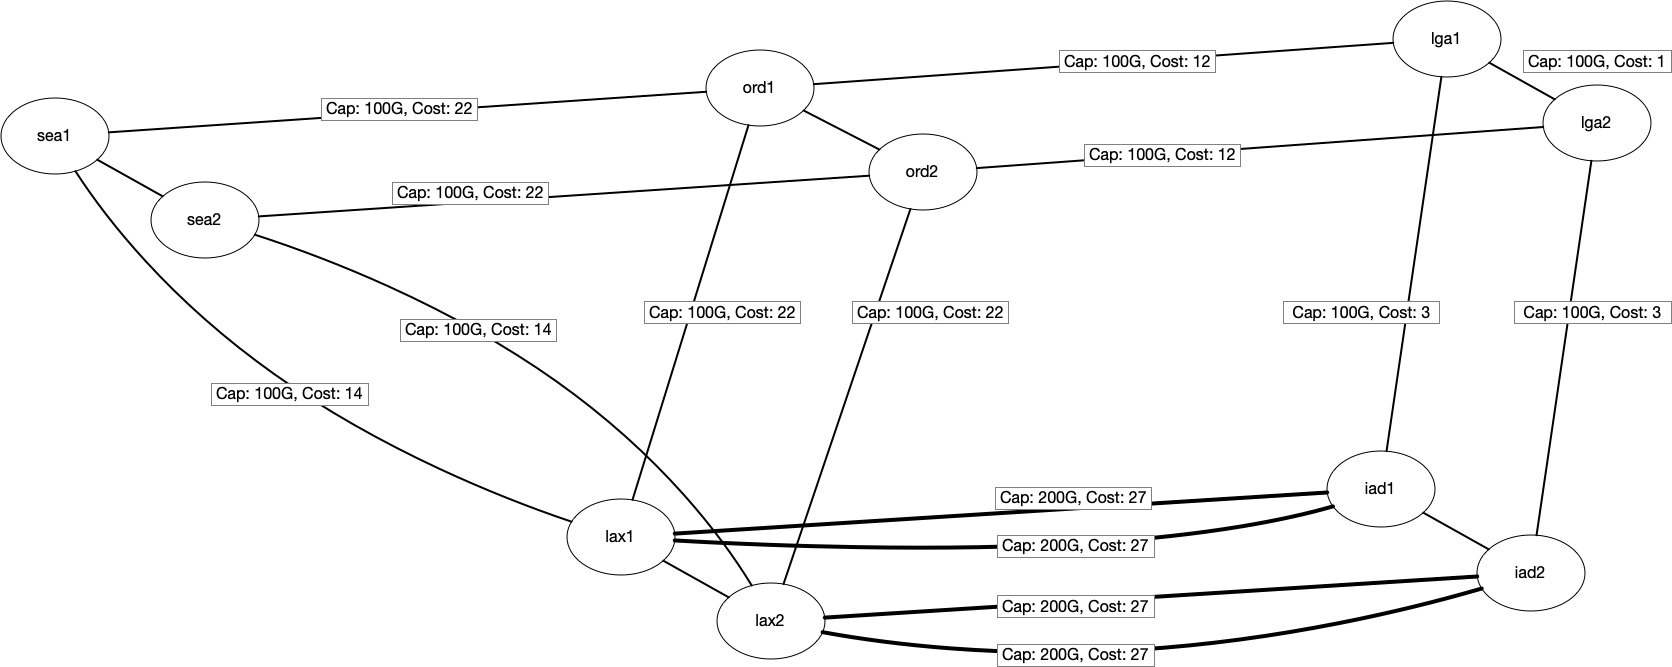 lga1
Cap: 100G, Cost: 12
Cap: 100G, Cost: 1
ord1
Cap: 100G, Cost: 22
lga2
sea1
Cap: 100G, Cost: 12
ord2
Cap: 100G, Cost: 22
sea2
Cap: 100G, Cost: 22
Cap: 100G, Cost: 22
Cap: 100G, Cost: 3
Cap: 100G, Cost: 3
Cap: 100G, Cost: 14
Cap: 100G, Cost: 14
iad1
Cap: 200G, Cost: 27
lax1
Cap: 200G, Cost: 27
iad2
Cap: 200G, Cost: 27
lax2
Cap: 200G, Cost: 27